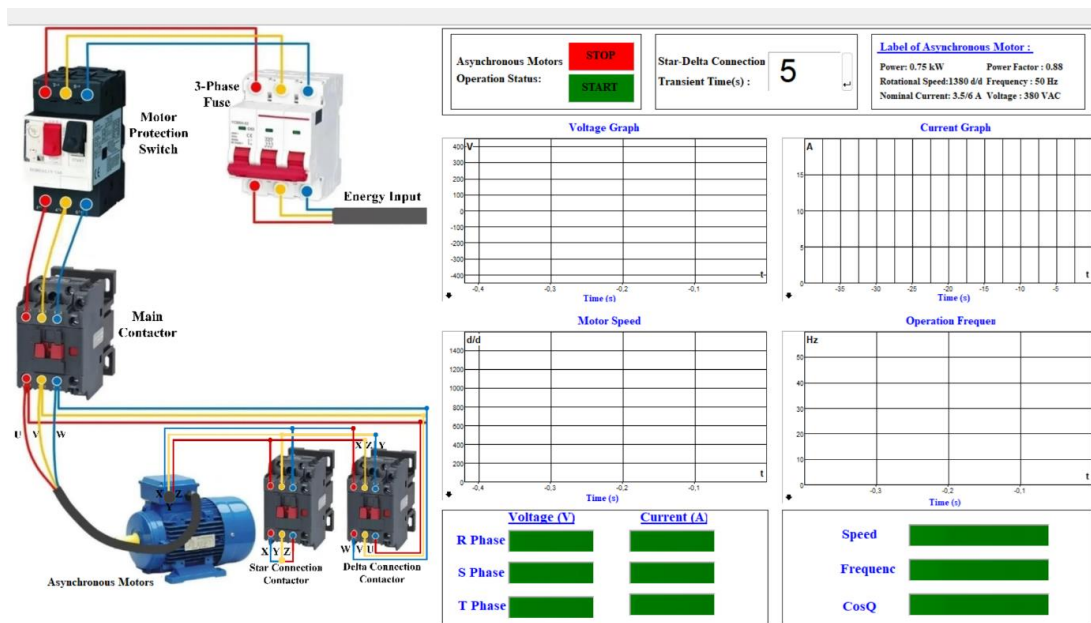 3-Phase
Fuse
Motor
Protection
Switch
Energy Input
Main
Contactor
U V W
X Z Y
X Z
Y
X Y Z
W V U
Star Connection
Contactor
Delta Connection
Contactor
Asynchronous Motors
Asynchronous Motors
Operation Status:
STOP
START
Star-Delta Connection
Transient Time(s) :
5
Label of Asynchronous Motor :
Power: 0.75 kW Power Factor : 0.88
Rotational Speed:1380 d/d Frequency : 50 Hz
Nominal Current: 3.5/6 A Voltage : 380 VAC
Voltage Graph
V
400
300
200
100
0
-100
-200
-300
-400
t
-0,4 -0,3 -0,2 -0,1
Time (s)
Current Graph
A
15
10
5
0
t
-35 -30 -25 -20 -15 -10 -5
Time (s)
Motor Speed
d/d
1400
1200
1000
800
600
400
200
0
t
-0,4 -0,3 -0,2 -0,1
Time (s)
Operation Frequen
Hz
50
40
30
20
10
0
t
-0,3 -0,2 -0,1
Time (s)
Voltage (V) Current (A)
R Phase
S Phase
T Phase
Speed
Frequenc
CosQ